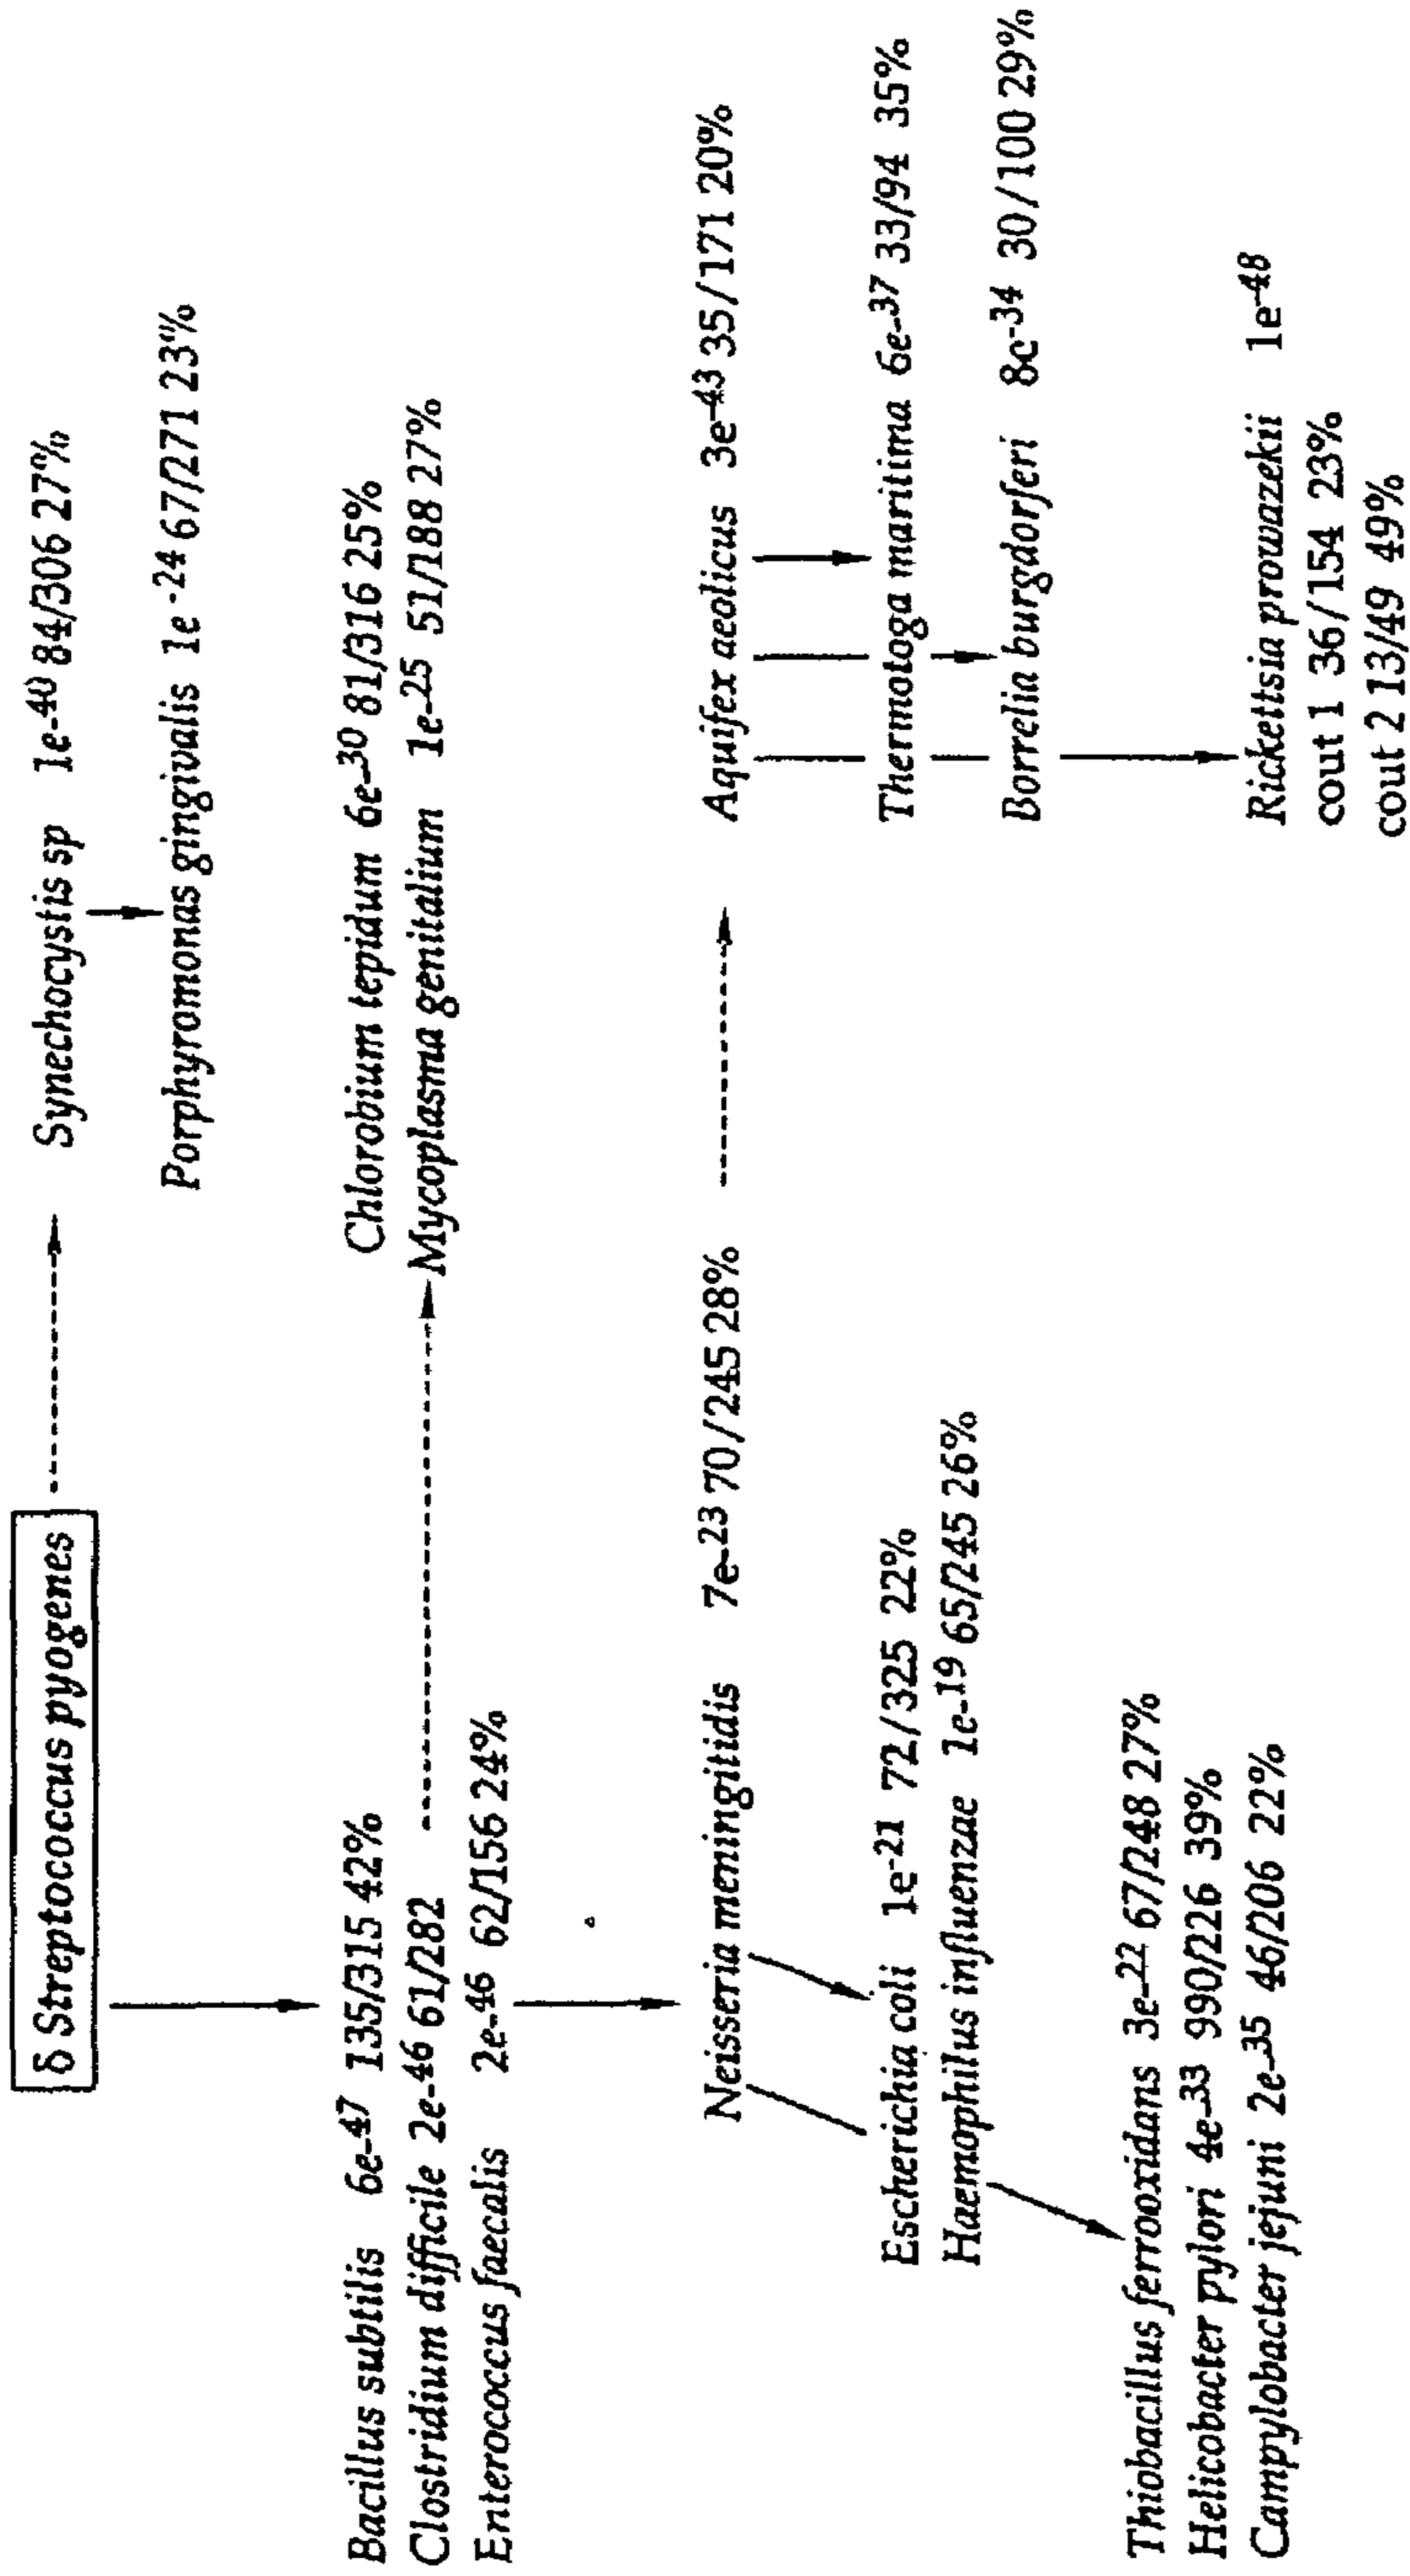 δ Streptococcus pyogenes
Synechocystis sp 1e-40 84/306 27%
Porphyromonas gingivalis 1e-24 67/271 23%
Bacillus subtilis 6e-47 135/315 42%
Clostridium difficile 2e-46 61/282
Enterococcus faecalis 2e-46 62/156 24%
Chlorobium tepidum 6e-30 81/316 25%
Mycoplasma genitalium 1e-25 51/188 27%
Neisseria meningitidis 7e-23 70/245 28%
Escherichia coli 1e-21 72/325 22%
Haemophilus influenzae 1e-19 65/245 26%
Thiobacillus ferrooxidans 3e-22 67/248 27%
Helicobacter pylori 4e-33 990/226 39%
Campylobacter jejuni 2e-35 46/206 22%
Aquifex aeolicus 3e-43 35/171 20%
Thermotoga maritima 6e-37 33/94 35%
Borrelia burgdorferi 8c-34 30/100 29%
Rickettsia prowazekii 1e-48
cout 1 36/154 23%
cout 2 13/49 49%